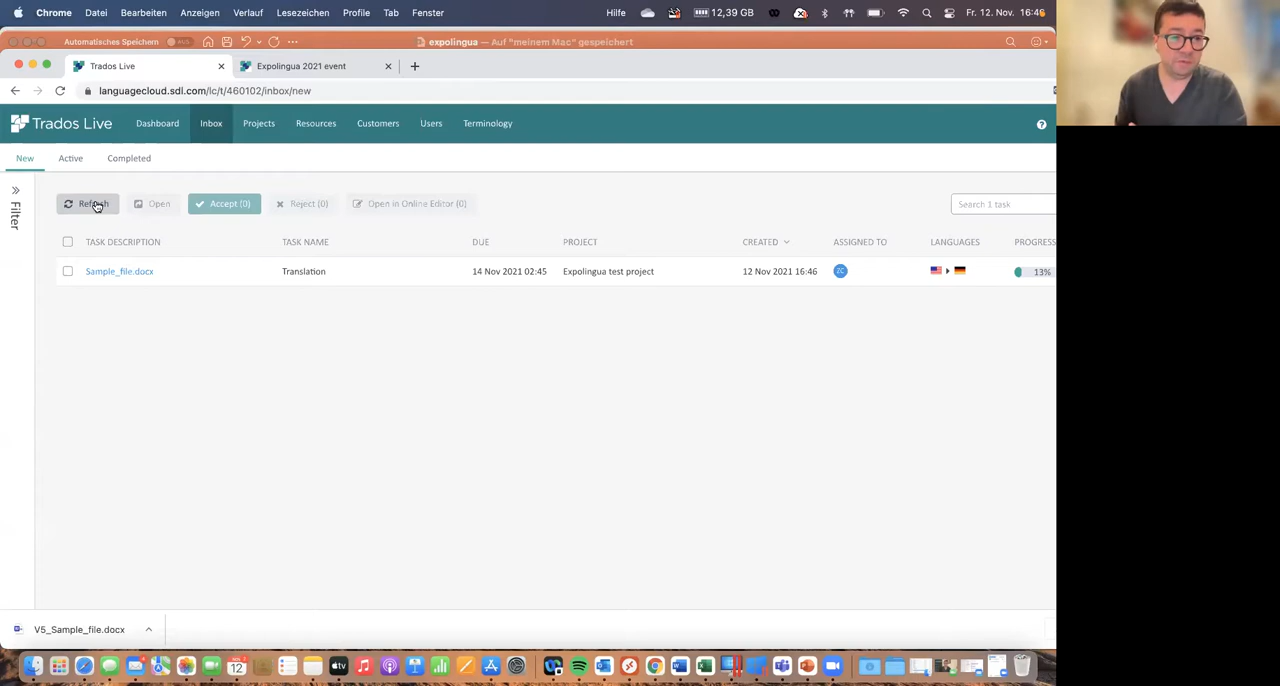 Chrome Datei Bearbeiten Anzeigen Verlauf Lesezeichen Profile Tab Fenster Hilfe 12,39 GB Fr. 12. Nov. 16:46
Automatisches Speichern AUS expolingua — Auf "meinem Mac" gespeichert
Trados Live Expolingua 2021 event
languagecloud.sdl.com/lc/t/460102/inbox/new
Trados Live Dashboard Inbox Projects Resources Customers Users Terminology
New Active Completed
Filter
Refresh Open Accept (0) Reject (0) Open in Online Editor (0) Search 1 task
TASK DESCRIPTION TASK NAME DUE PROJECT CREATED ASSIGNED TO LANGUAGES PROGRESS
Sample_file.docx Translation 14 Nov 2021 02:45 Expolingua test project 12 Nov 2021 16:46 ZC 13%
V5_Sample_file.docx
12
tv